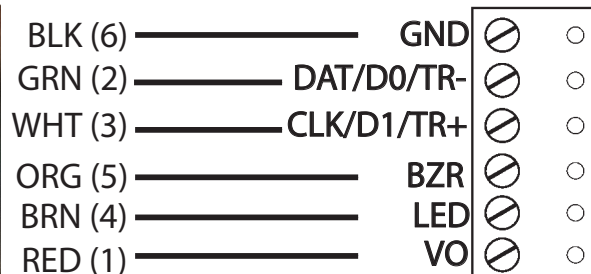 BLK (6) GND
GRN (2) DAT/D0/TR-
WHT (3) CLK/D1/TR+
ORG (5) BZR
BRN (4) LED
RED (1) VO